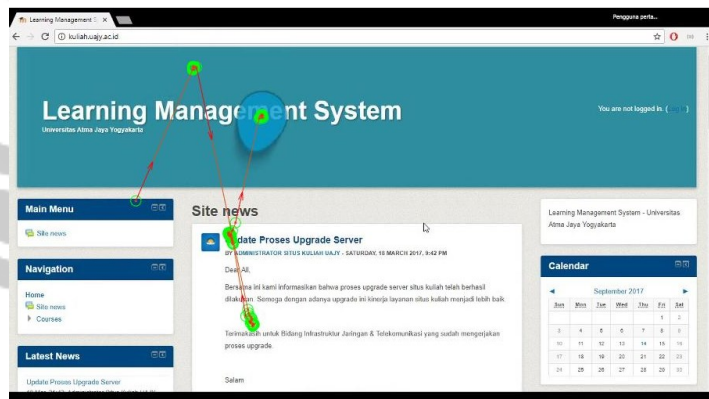 Learning Management S
Pengguna perta...
kuliah.uajy.ac.id
Learning Management System
Universitas Atma Jaya Yogyakarta
You are not logged in. (Log in)
Main Menu
Site news
Navigation
Home
Site news
Courses
Latest News
Update Proses Upgrade Server
Site news
Update Proses Upgrade Server
BY ADMINISTRATOR SITUS KULIAH UAJY - SATURDAY, 18 MARCH 2017, 9:42 PM
Dear All,
Bersama ini kami informasikan bahwa proses upgrade server situs kuliah telah berhasil
dilakukan. Semoga dengan adanya upgrade ini kinerja layanan situs kuliah menjadi lebih baik
Terimakasih untuk Bidang Infrastruktur Jaringan & Telekomunikasi yang sudah mengerjakan
proses upgrade.
Salam
Learning Management System - Universitas
Atma Jaya Yogyakarta
Calendar
September 2017
Sun Mon Tue Wed Thu Fri Sat
1 2
3 4 5 6 7 8 9
10 11 12 13 14 15 16
17 18 19 20 21 22 23
24 25 26 27 28 29 30